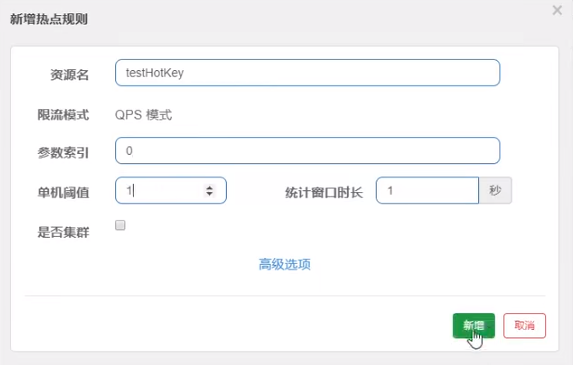 新增热点规则
资源名 testHotKey
限流模式 QPS 模式
参数索引 0
单机阈值 1 统计窗口时长 1 秒
是否集群
高级选项
新增 取消